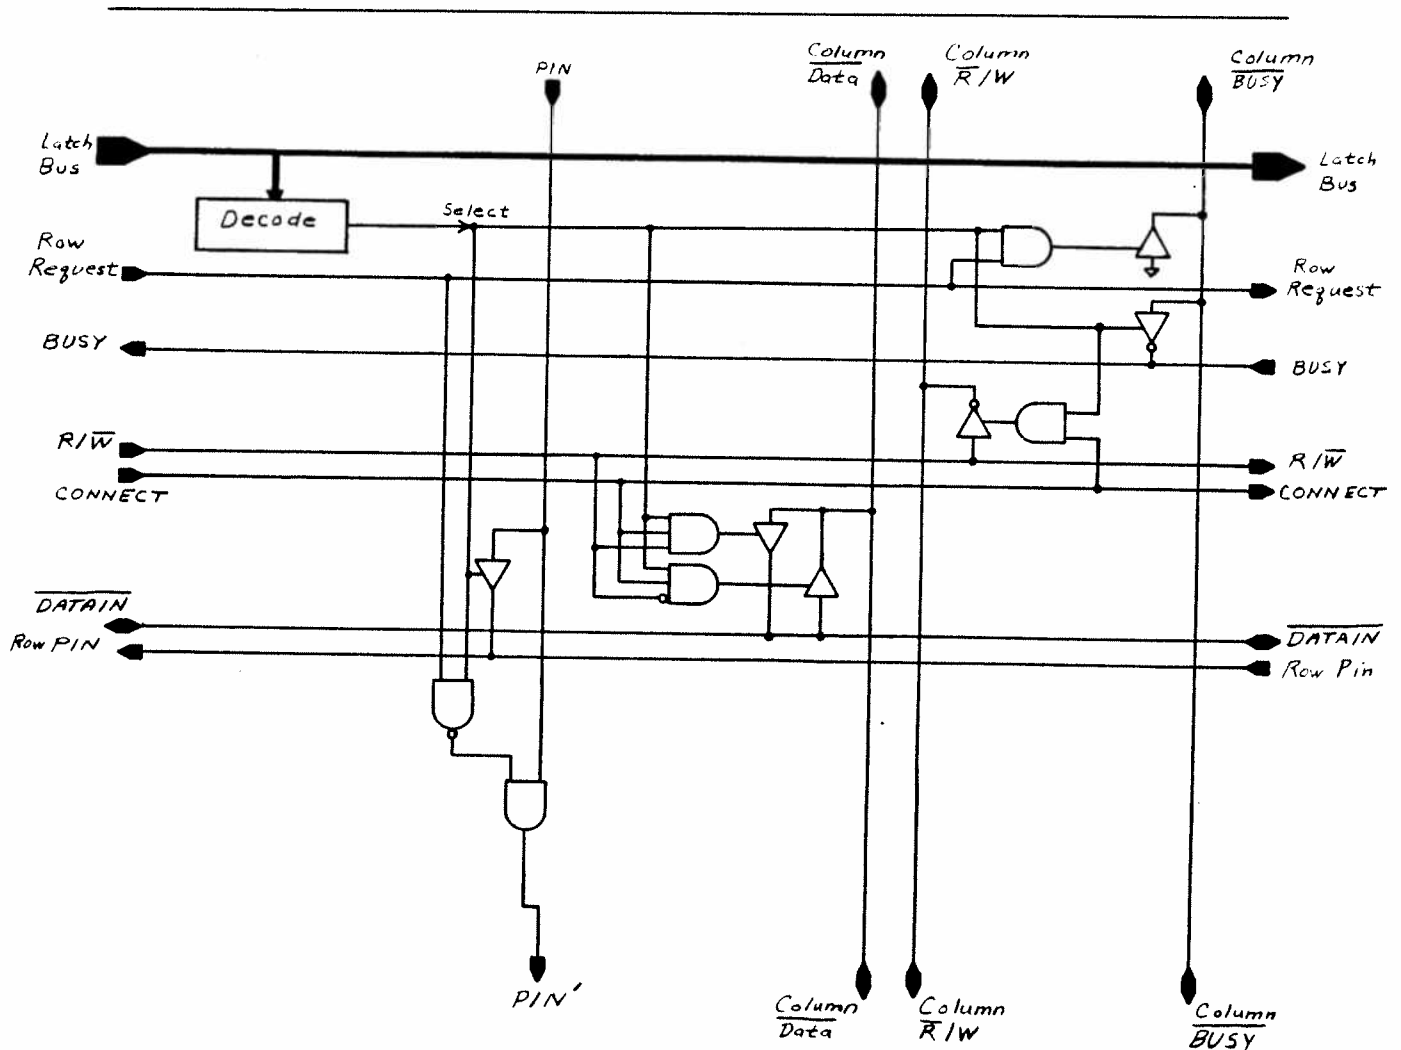 PIN
Column
Data
Column
R̅/W
Column
BUSY
Latch
Bus
Latch
Bus
Decode
Select
Row
Request
Row
Request
BUSY
BUSY
R/W̅
R/W̅
CONNECT
CONNECT
DATAIN
DATAIN
Row PIN
Row Pin
PIN'
Column
Data
Column
R̅/W
Column
BUSY